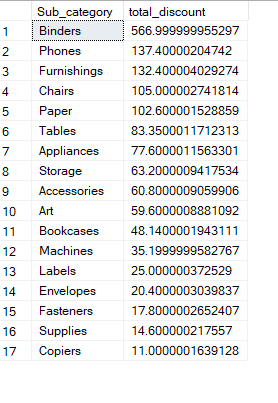 Sub_category total_discount
1 Binders 566.999999955297
2 Phones 137.40000204742
3 Furnishings 132.400004029274
4 Chairs 105.000002741814
5 Paper 102.600001528859
6 Tables 83.3500011712313
7 Appliances 77.6000011563301
8 Storage 63.2000009417534
9 Accessories 60.8000009059906
10 Art 59.6000008881092
11 Bookcases 48.1400001943111
12 Machines 35.1999999582767
13 Labels 25.000000372529
14 Envelopes 20.4000003039837
15 Fasteners 17.8000002652407
16 Supplies 14.600000217557
17 Copiers 11.0000001639128